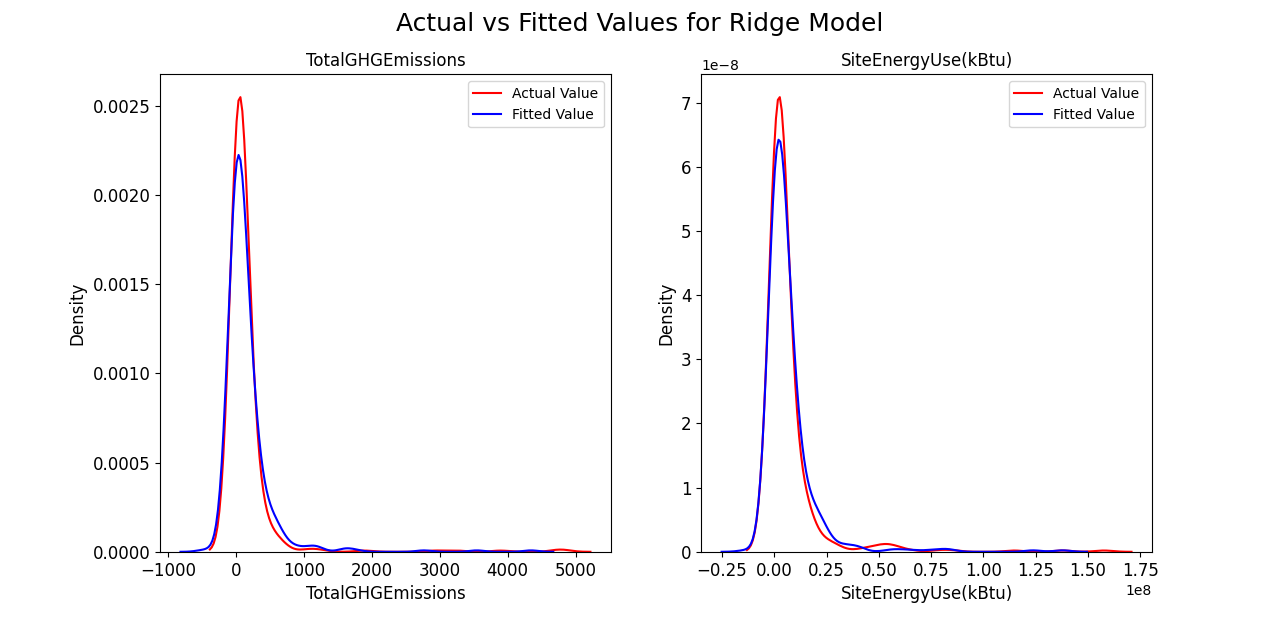 Actual vs Fitted Values for Ridge Model
TotalGHGEmissions
Actual Value
Fitted Value
Density
0.0025
0.0020
0.0015
0.0010
0.0005
0.0000
−1000 0 1000 2000 3000 4000 5000
TotalGHGEmissions
SiteEnergyUse(kBtu)
1e−8
Actual Value
Fitted Value
Density
7
6
5
4
3
2
1
0
−0.25 0.00 0.25 0.50 0.75 1.00 1.25 1.50 1.75
1e8
SiteEnergyUse(kBtu)